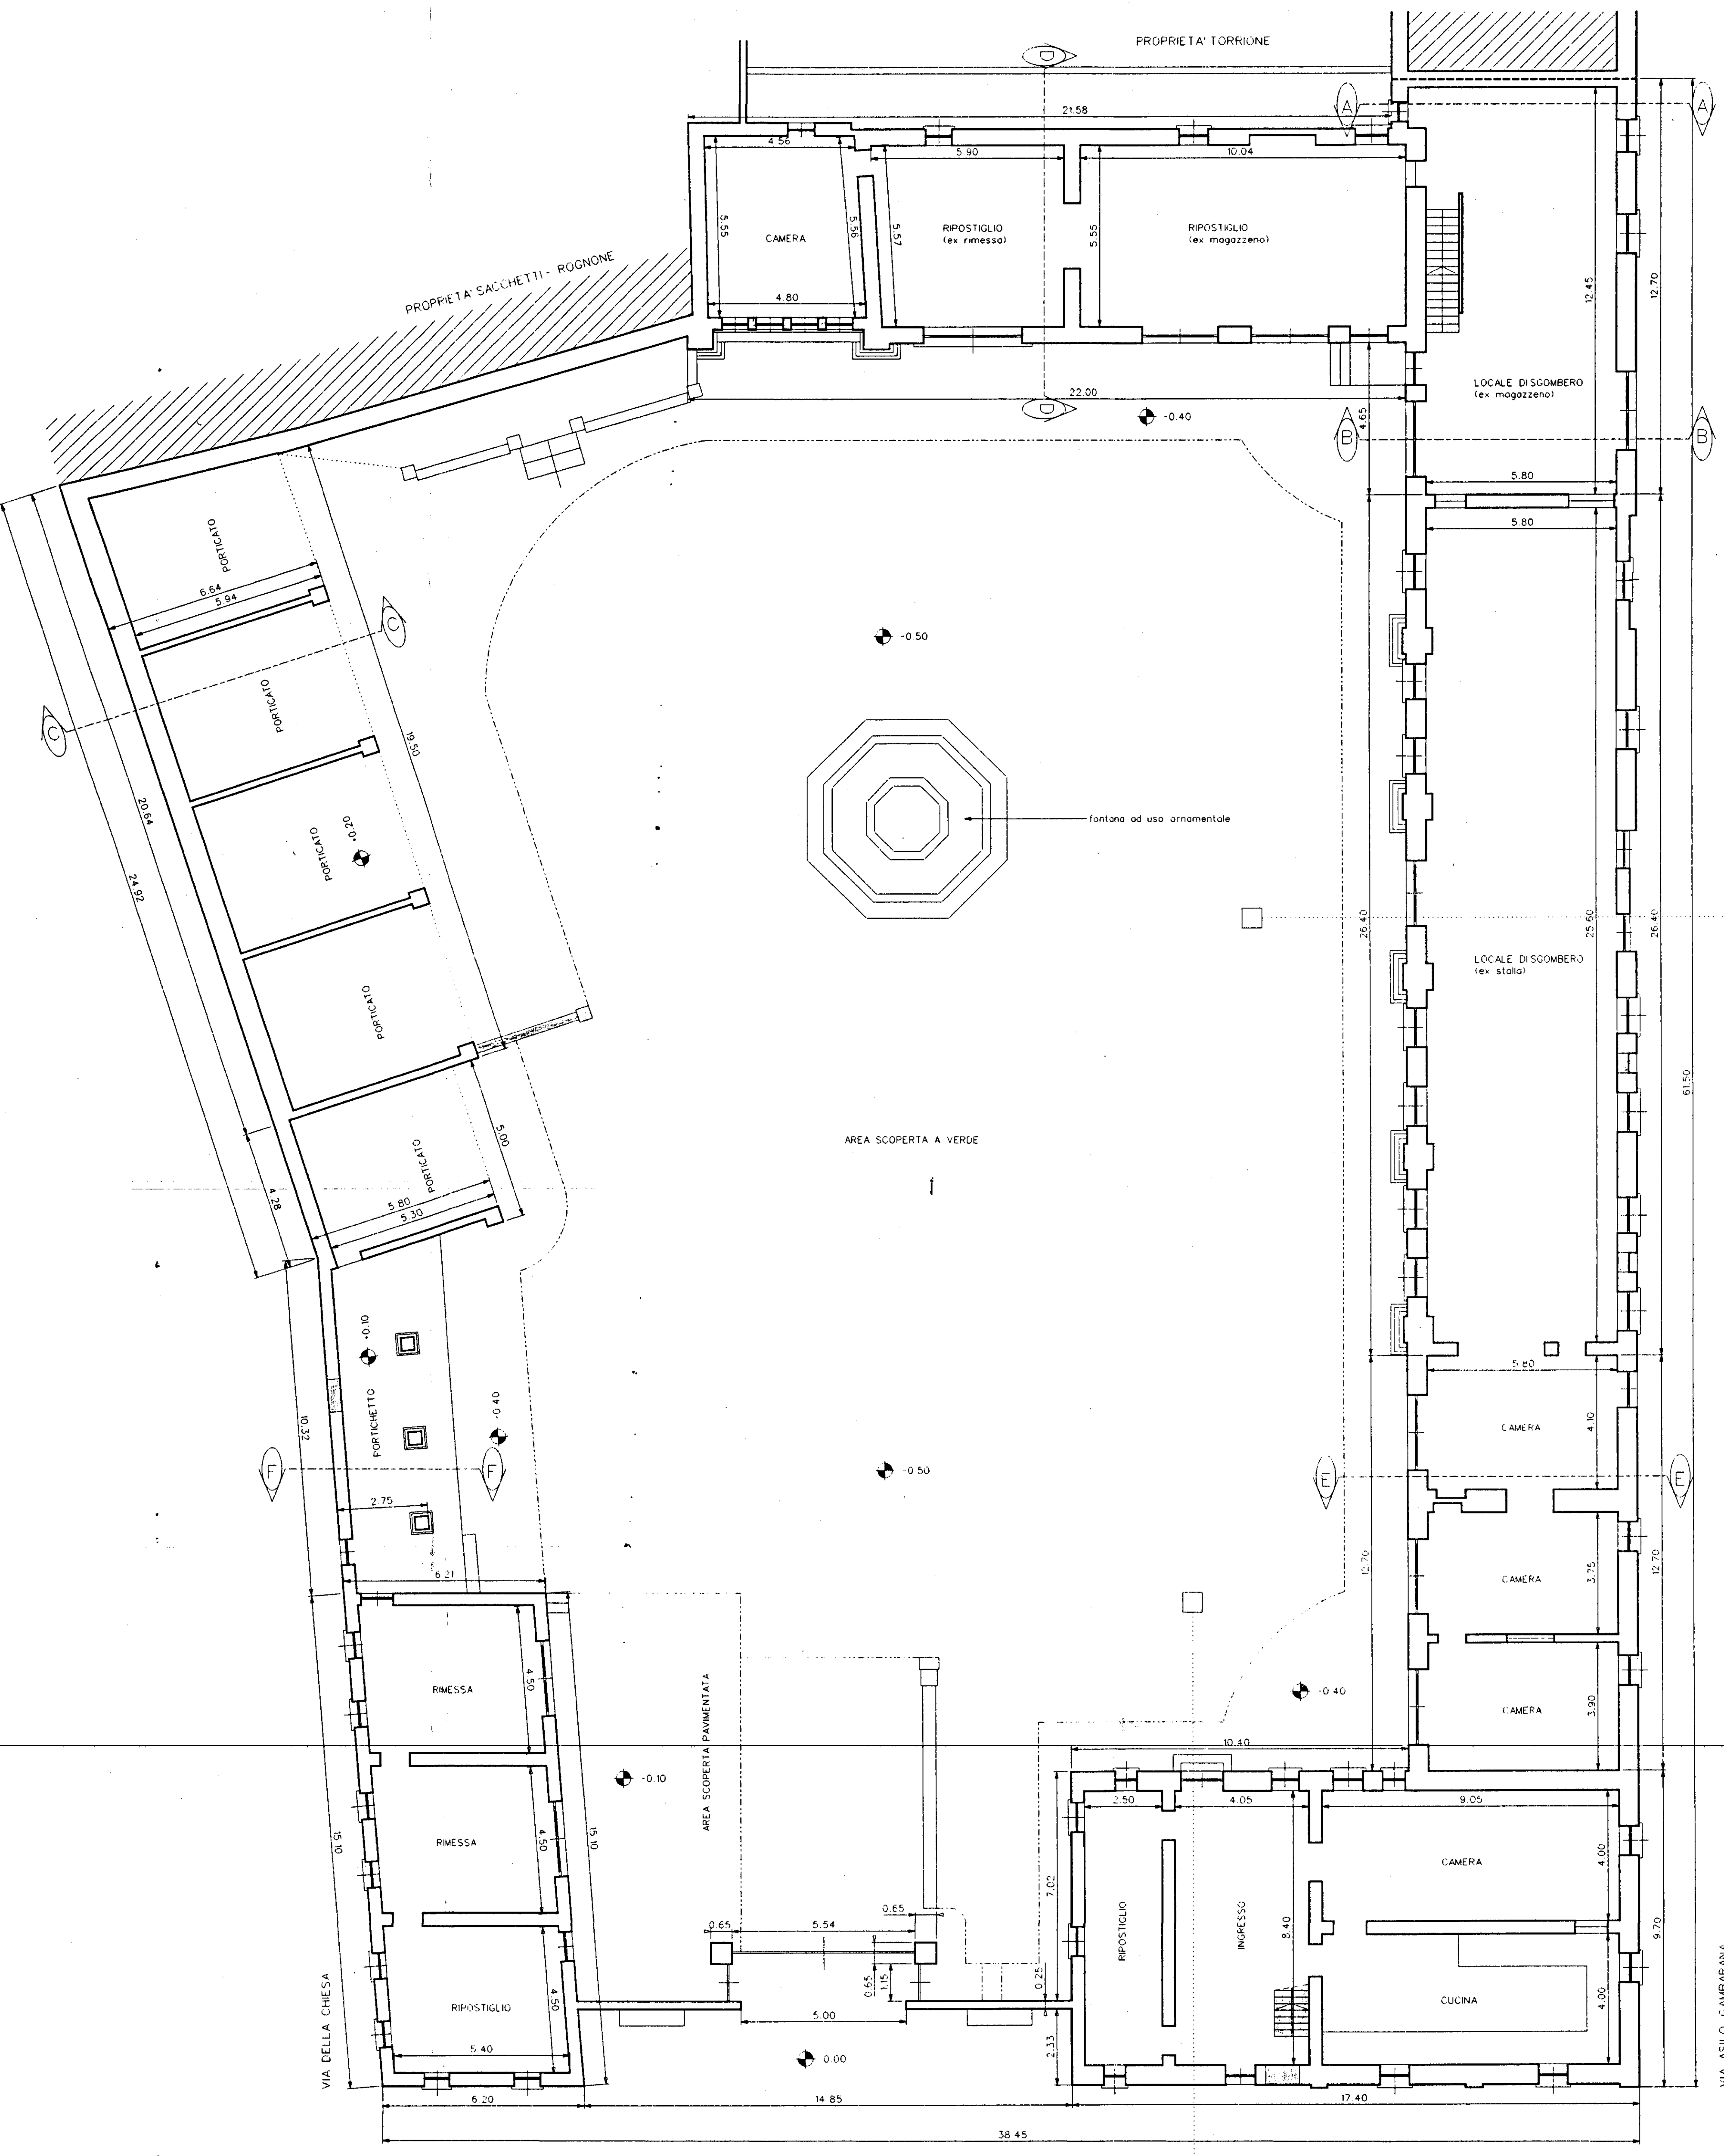 PROPRIETA' TORRIONE
D
A
A
21.58
4.56
5.90
10.04
5.55
5.56
5.57
5.55
CAMERA
RIPOSTIGLIO
(ex rimessa)
RIPOSTIGLIO
(ex magazzeno)
12.45
12.70
PROPRIETA' SACCHETTI - ROGNONE
4.80
22.00
D
-0.40
4.65
LOCALE DI SGOMBERO
(ex magazzeno)
B
B
5.80
5.80
PORTICATO
6.64
5.94
C
C
-0.50
PORTICATO
19.50
20.64
24.92
PORTICATO
+0.20
fontana ad uso ornamentale
26.40
25.60
26.40
LOCALE DI SGOMBERO
(ex stalla)
PORTICATO
61.50
AREA SCOPERTA A VERDE
5.00
PORTICATO
4.28
5.80
5.30
-0.10
PORTICHETTO
-0.40
10.32
5.80
4.10
CAMERA
F
F
-0.50
E
E
2.75
6.21
12.70
12.70
CAMERA
3.75
RIMESSA
4.50
AREA SCOPERTA PAVIMENTATA
-0.40
CAMERA
3.90
10.40
-0.10
2.50
4.05
9.05
RIMESSA
4.50
15.10
15.10
7.02
CAMERA
4.00
0.65
0.65
5.54
RIPOSTIGLIO
INGRESSO
8.40
9.70
0.65
1.15
0.25
VIA DELLA CHIESA
RIPOSTIGLIO
4.50
5.00
CUCINA
4.00
VIA ASILO CAMBARANA
5.40
0.00
2.33
6.20
14.85
17.40
38.45